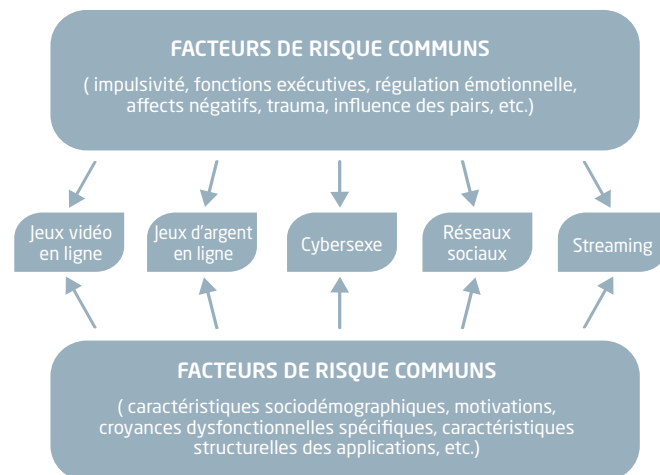 FACTEURS DE RISQUE COMMUNS
( impulsivité, fonctions exécutives, régulation émotionnelle,
affects négatifs, trauma, influence des pairs, etc.)
Jeux vidéo
en ligne
Jeux d'argent
en ligne
Cybersexe
Réseaux
sociaux
Streaming
FACTEURS DE RISQUE COMMUNS
( caractéristiques sociodémographiques, motivations,
croyances dysfonctionnelles spécifiques, caractéristiques
structurelles des applications, etc.)